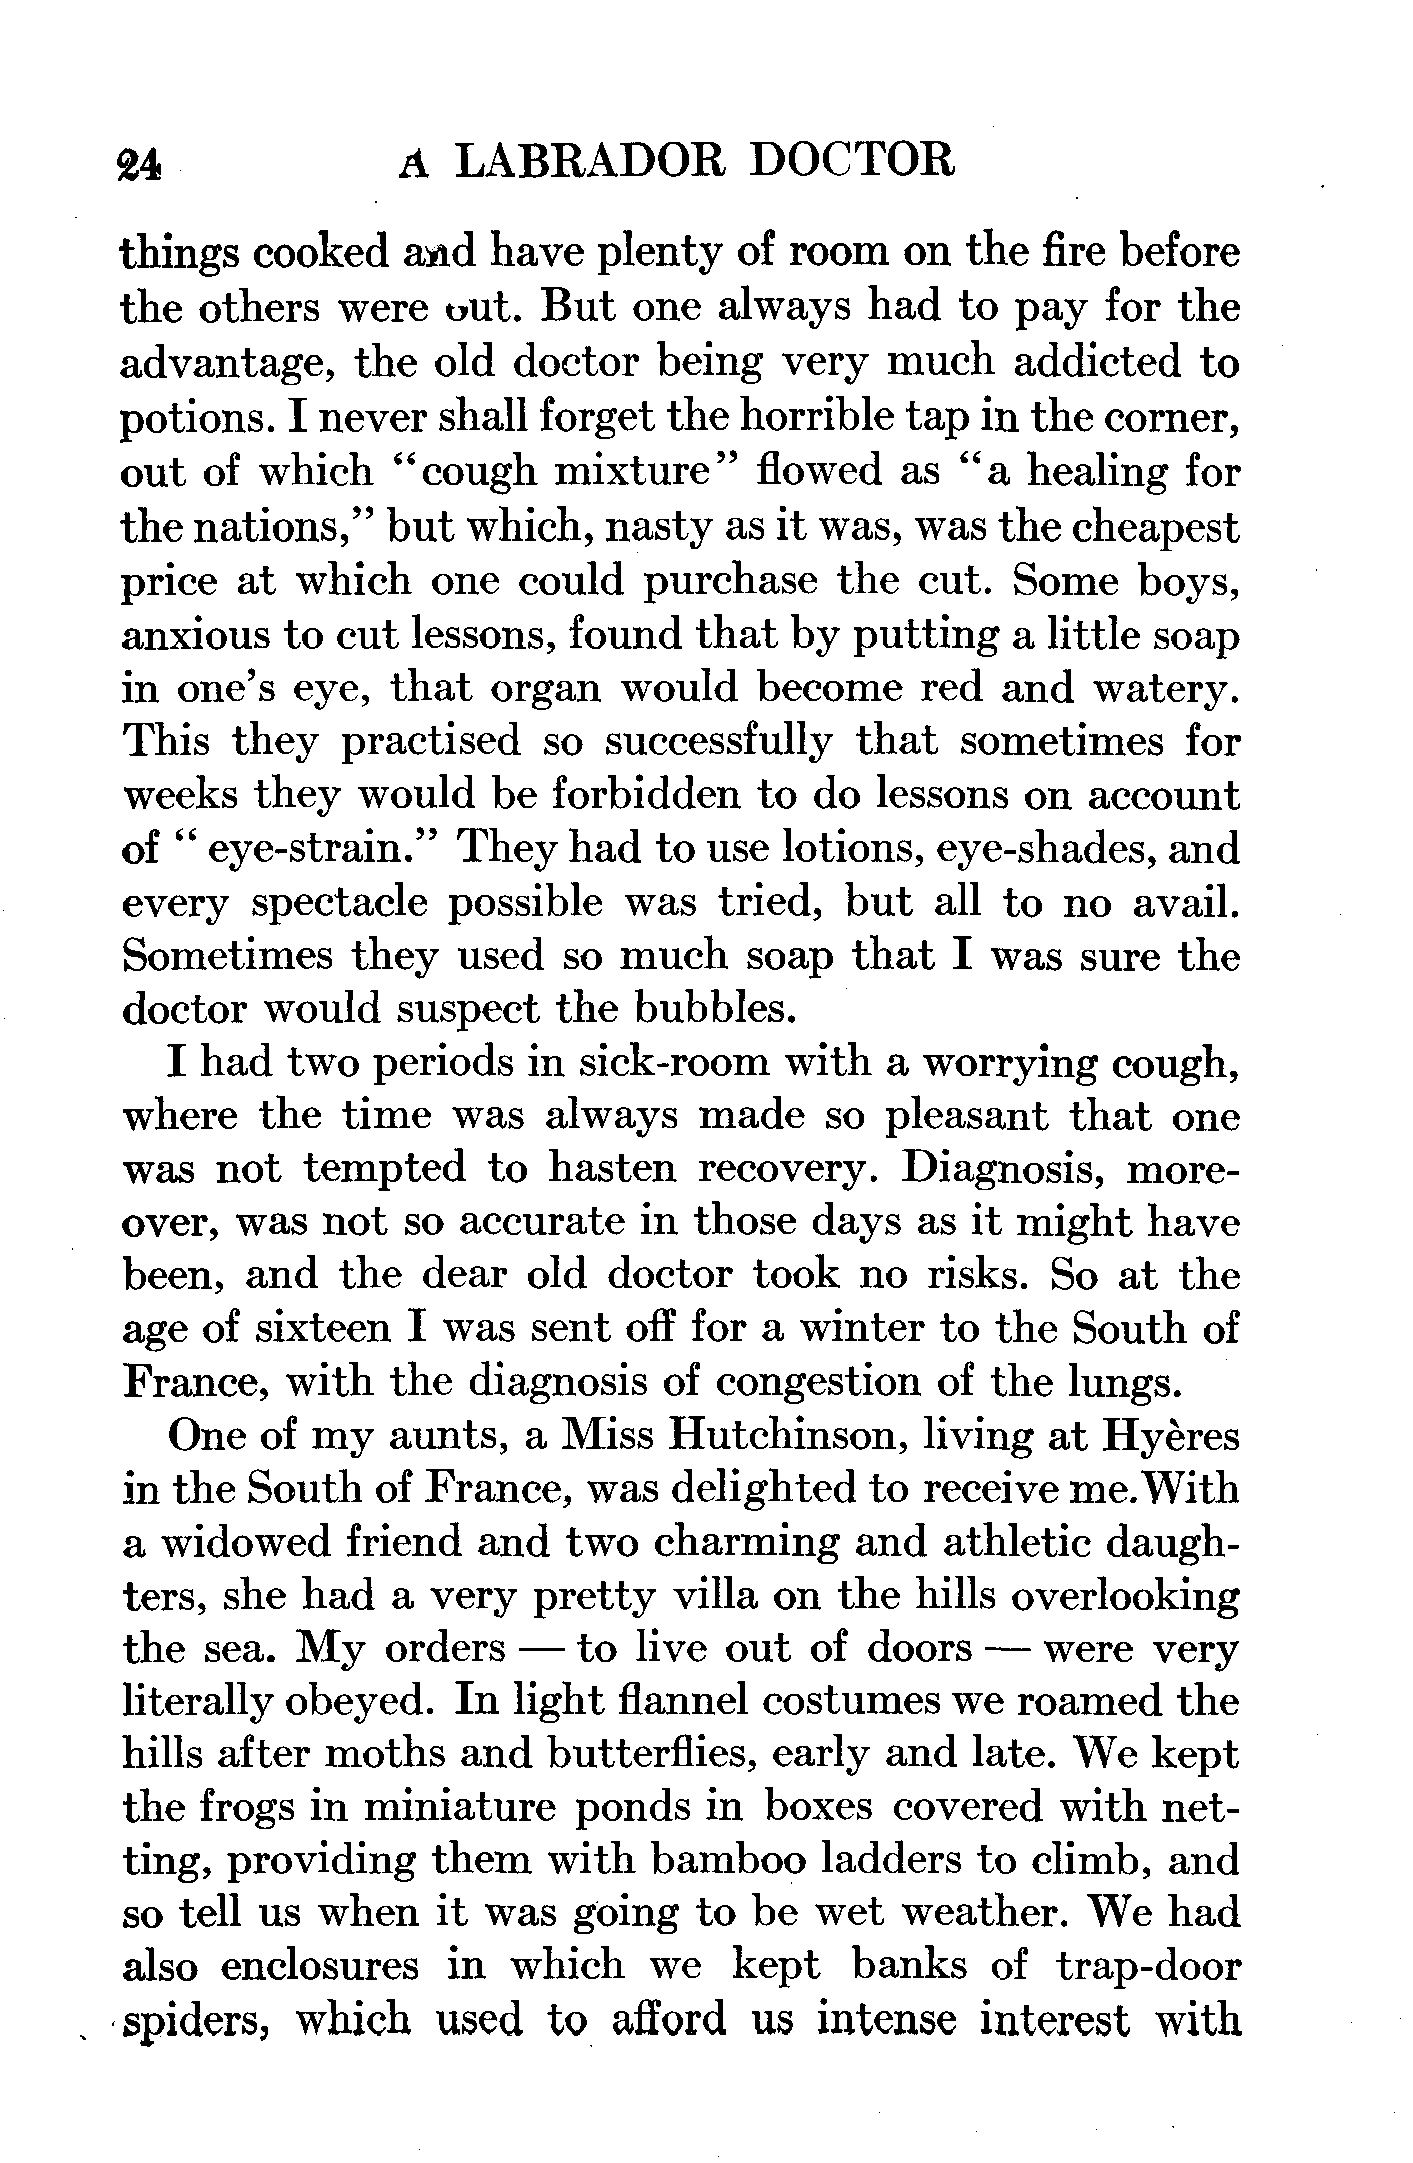 24 A LABRADOR DOCTOR
things cooked and have plenty of room on the fire before
the others were out. But one always had to pay for the
advantage, the old doctor being very much addicted to
potions. I never shall forget the horrible tap in the corner,
out of which “cough mixture” flowed as “a healing for
the nations,” but which, nasty as it was, was the cheapest
price at which one could purchase the cut. Some boys,
anxious to cut lessons, found that by putting a little soap
in one’s eye, that organ would become red and watery.
This they practised so successfully that sometimes for
weeks they would be forbidden to do lessons on account
of “ eye-strain.” They had to use lotions, eye-shades, and
every spectacle possible was tried, but all to no avail.
Sometimes they used so much soap that I was sure the
doctor would suspect the bubbles.
I had two periods in sick-room with a worrying cough,
where the time was always made so pleasant that one
was not tempted to hasten recovery. Diagnosis, more-
over, was not so accurate in those days as it might have
been, and the dear old doctor took no risks. So at the
age of sixteen I was sent off for a winter to the South of
France, with the diagnosis of congestion of the lungs.
One of my aunts, a Miss Hutchinson, living at Hyères
in the South of France, was delighted to receive me.With
a widowed friend and two charming and athletic daugh-
ters, she had a very pretty villa on the hills overlooking
the sea. My orders — to live out of doors — were very
literally obeyed. In light flannel costumes we roamed the
hills after moths and butterflies, early and late. We kept
the frogs in miniature ponds in boxes covered with net-
ting, providing them with bamboo ladders to climb, and
so tell us when it was going to be wet weather. We had
also enclosures in which we kept banks of trap-door
spiders, which used to afford us intense interest with